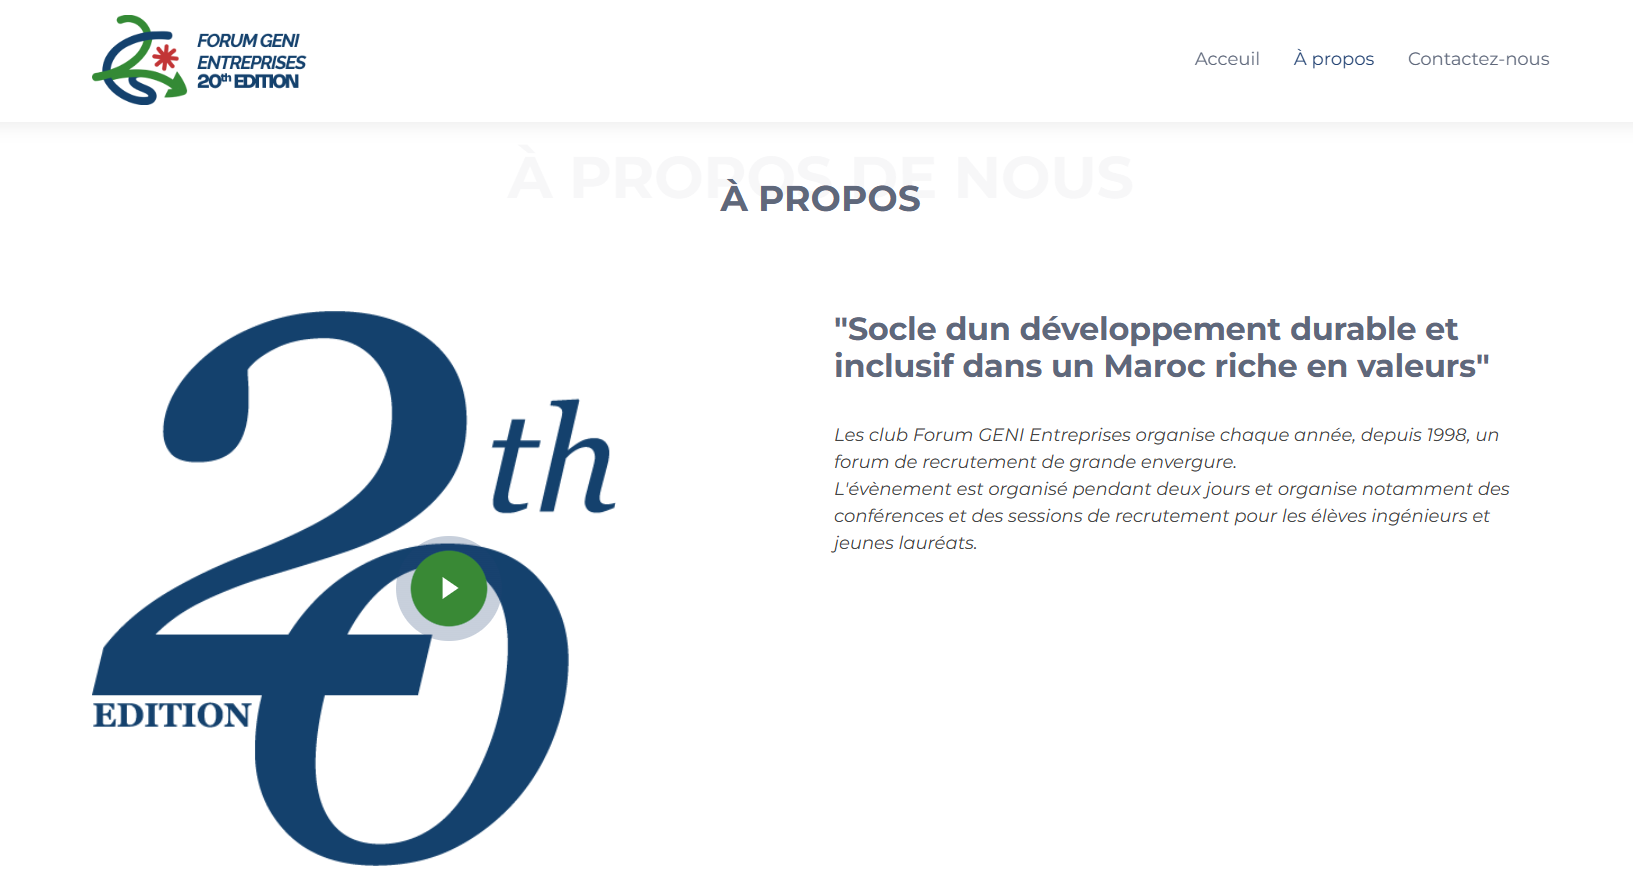 FORUM GENI
ENTREPRISES
20th EDITION
Acceuil
À propos
Contactez-nous
À PROPOS DE NOUS
À PROPOS
20th
EDITION
"Socle dun développement durable et
inclusif dans un Maroc riche en valeurs"
Les club Forum GENI Entreprises organise chaque année, depuis 1998, un
forum de recrutement de grande envergure.
L'évènement est organisé pendant deux jours et organise notamment des
conférences et des sessions de recrutement pour les élèves ingénieurs et
jeunes lauréats.